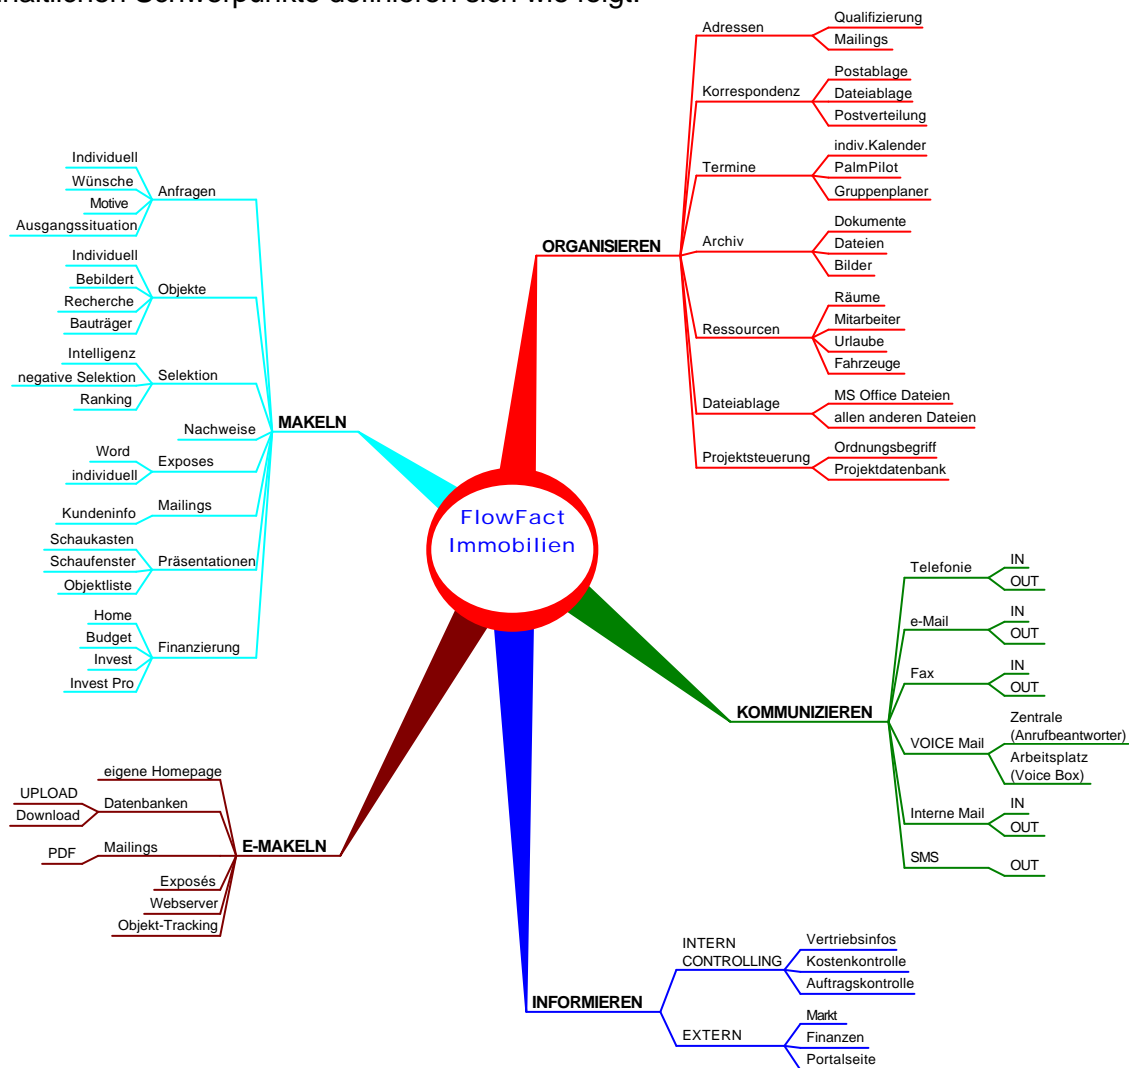 Schwerpunkte definieren sich wie folgt:
FlowFact
Immobilien
ORGANISIEREN
Adressen
Qualifizierung
Mailings
Korrespondenz
Postablage
Dateiablage
Postverteilung
Termine
indiv.Kalender
PalmPilot
Gruppenplaner
Archiv
Dokumente
Dateien
Bilder
Ressourcen
Räume
Mitarbeiter
Urlaube
Fahrzeuge
Dateiablage
MS Office Dateien
allen anderen Dateien
Projektsteuerung
Ordnungsbegriff
Projektdatenbank
KOMMUNIZIEREN
Telefonie
IN
OUT
e-Mail
IN
OUT
Fax
IN
OUT
VOICE Mail
Zentrale
(Anrufbeantworter)
Arbeitsplatz
(Voice Box)
Interne Mail
IN
OUT
SMS
OUT
INFORMIEREN
INTERN
CONTROLLING
Vertriebsinfos
Kostenkontrolle
Auftragskontrolle
EXTERN
Markt
Finanzen
Portalseite
E-MAKELN
eigene Homepage
Datenbanken
UPLOAD
Download
Mailings
PDF
Exposés
Webserver
Objekt-Tracking
MAKELN
Anfragen
Individuell
Wünsche
Motive
Ausgangssituation
Objekte
Individuell
Bebildert
Recherche
Bauträger
Selektion
Intelligenz
negative Selektion
Ranking
Nachweise
Exposes
Word
individuell
Mailings
Kundeninfo
Präsentationen
Schaukasten
Schaufenster
Objektliste
Finanzierung
Home
Budget
Invest
Invest Pro